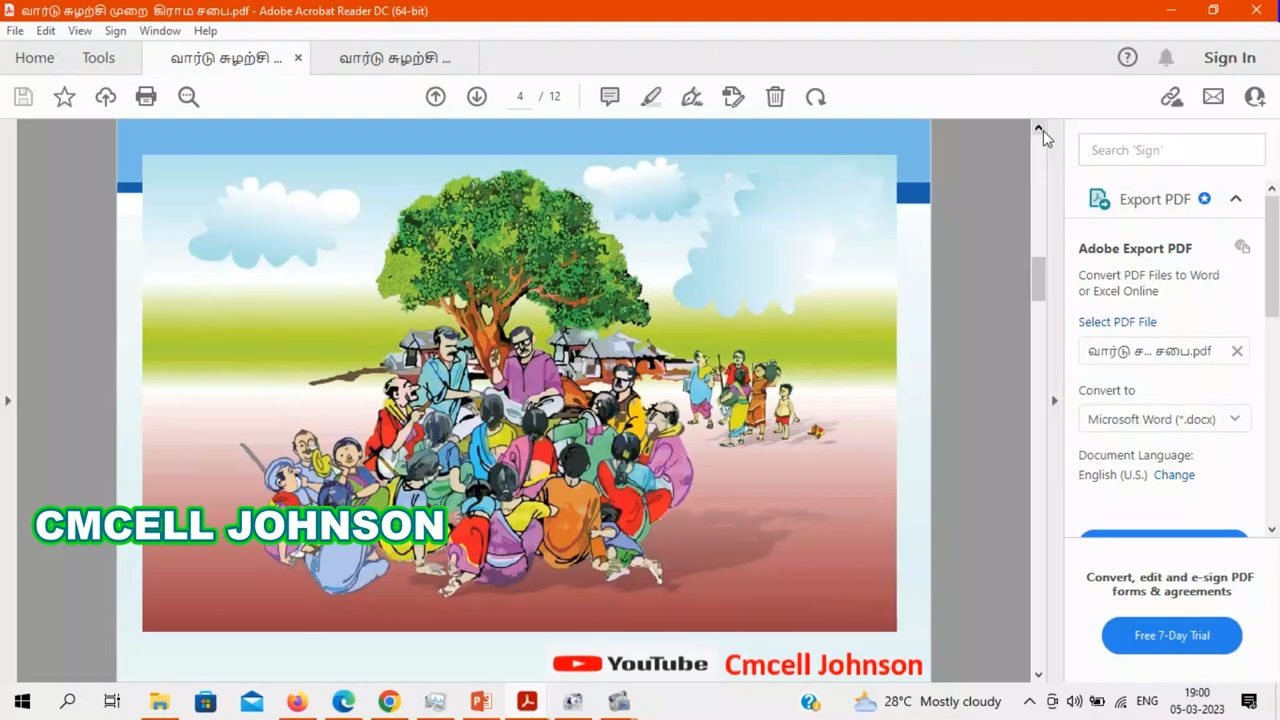 வார்டு சுழற்சி முறை கிராம சபை.pdf - Adobe Acrobat Reader DC (64-bit)
File Edit View Sign Window Help
Home Tools வார்டு சுழற்சி ... × வார்டு சுழற்சி ... Sign In
4 / 12
Search 'Sign'
Export PDF
Adobe Export PDF
Convert PDF Files to Word
or Excel Online
Select PDF File
வார்டு ச... சபை.pdf
Convert to
Microsoft Word (*.docx)
Document Language:
English (U.S.) Change
CMCELL JOHNSON
Convert, edit and e-sign PDF
forms & agreements
Free 7-Day Trial
YouTube Cmcell Johnson
28°C Mostly cloudy ENG 19:00
05-03-2023